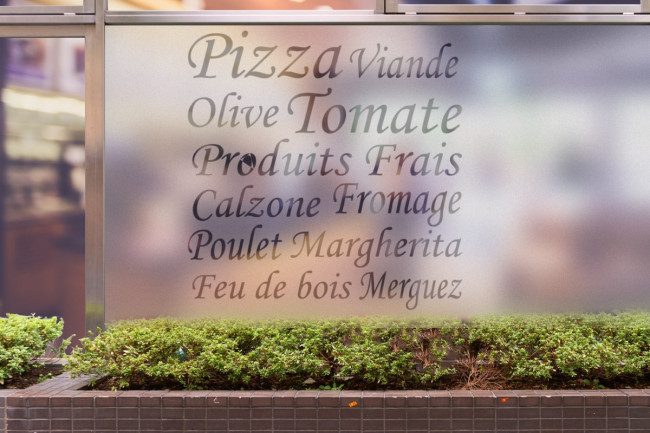 Pizza Viande
Olive Tomate
Produits Frais
Calzone Fromage
Poulet Margherita
Feu de bois Merguez